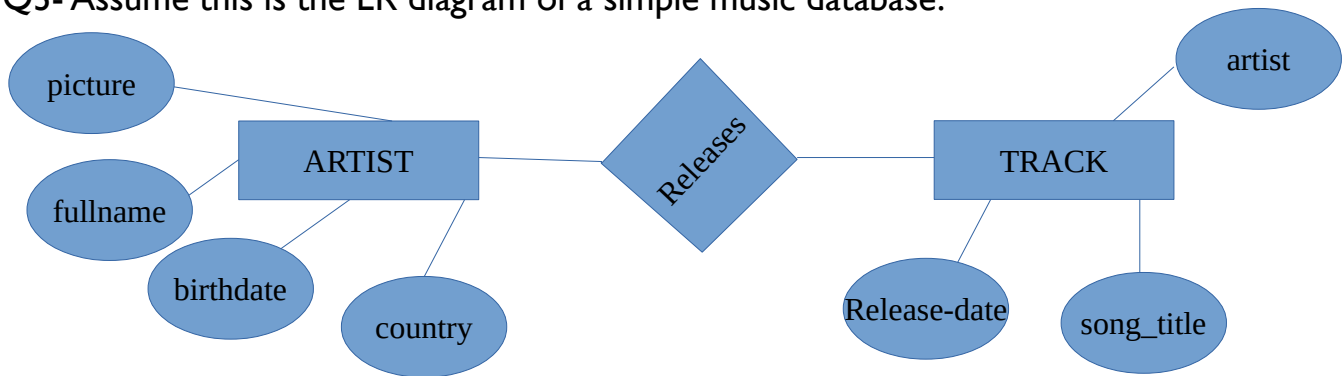 Q3- Assume this is the ER diagram of a simple music database.
picture
artist
ARTIST
Releases
TRACK
fullname
birthdate
country
Release-date
song_title